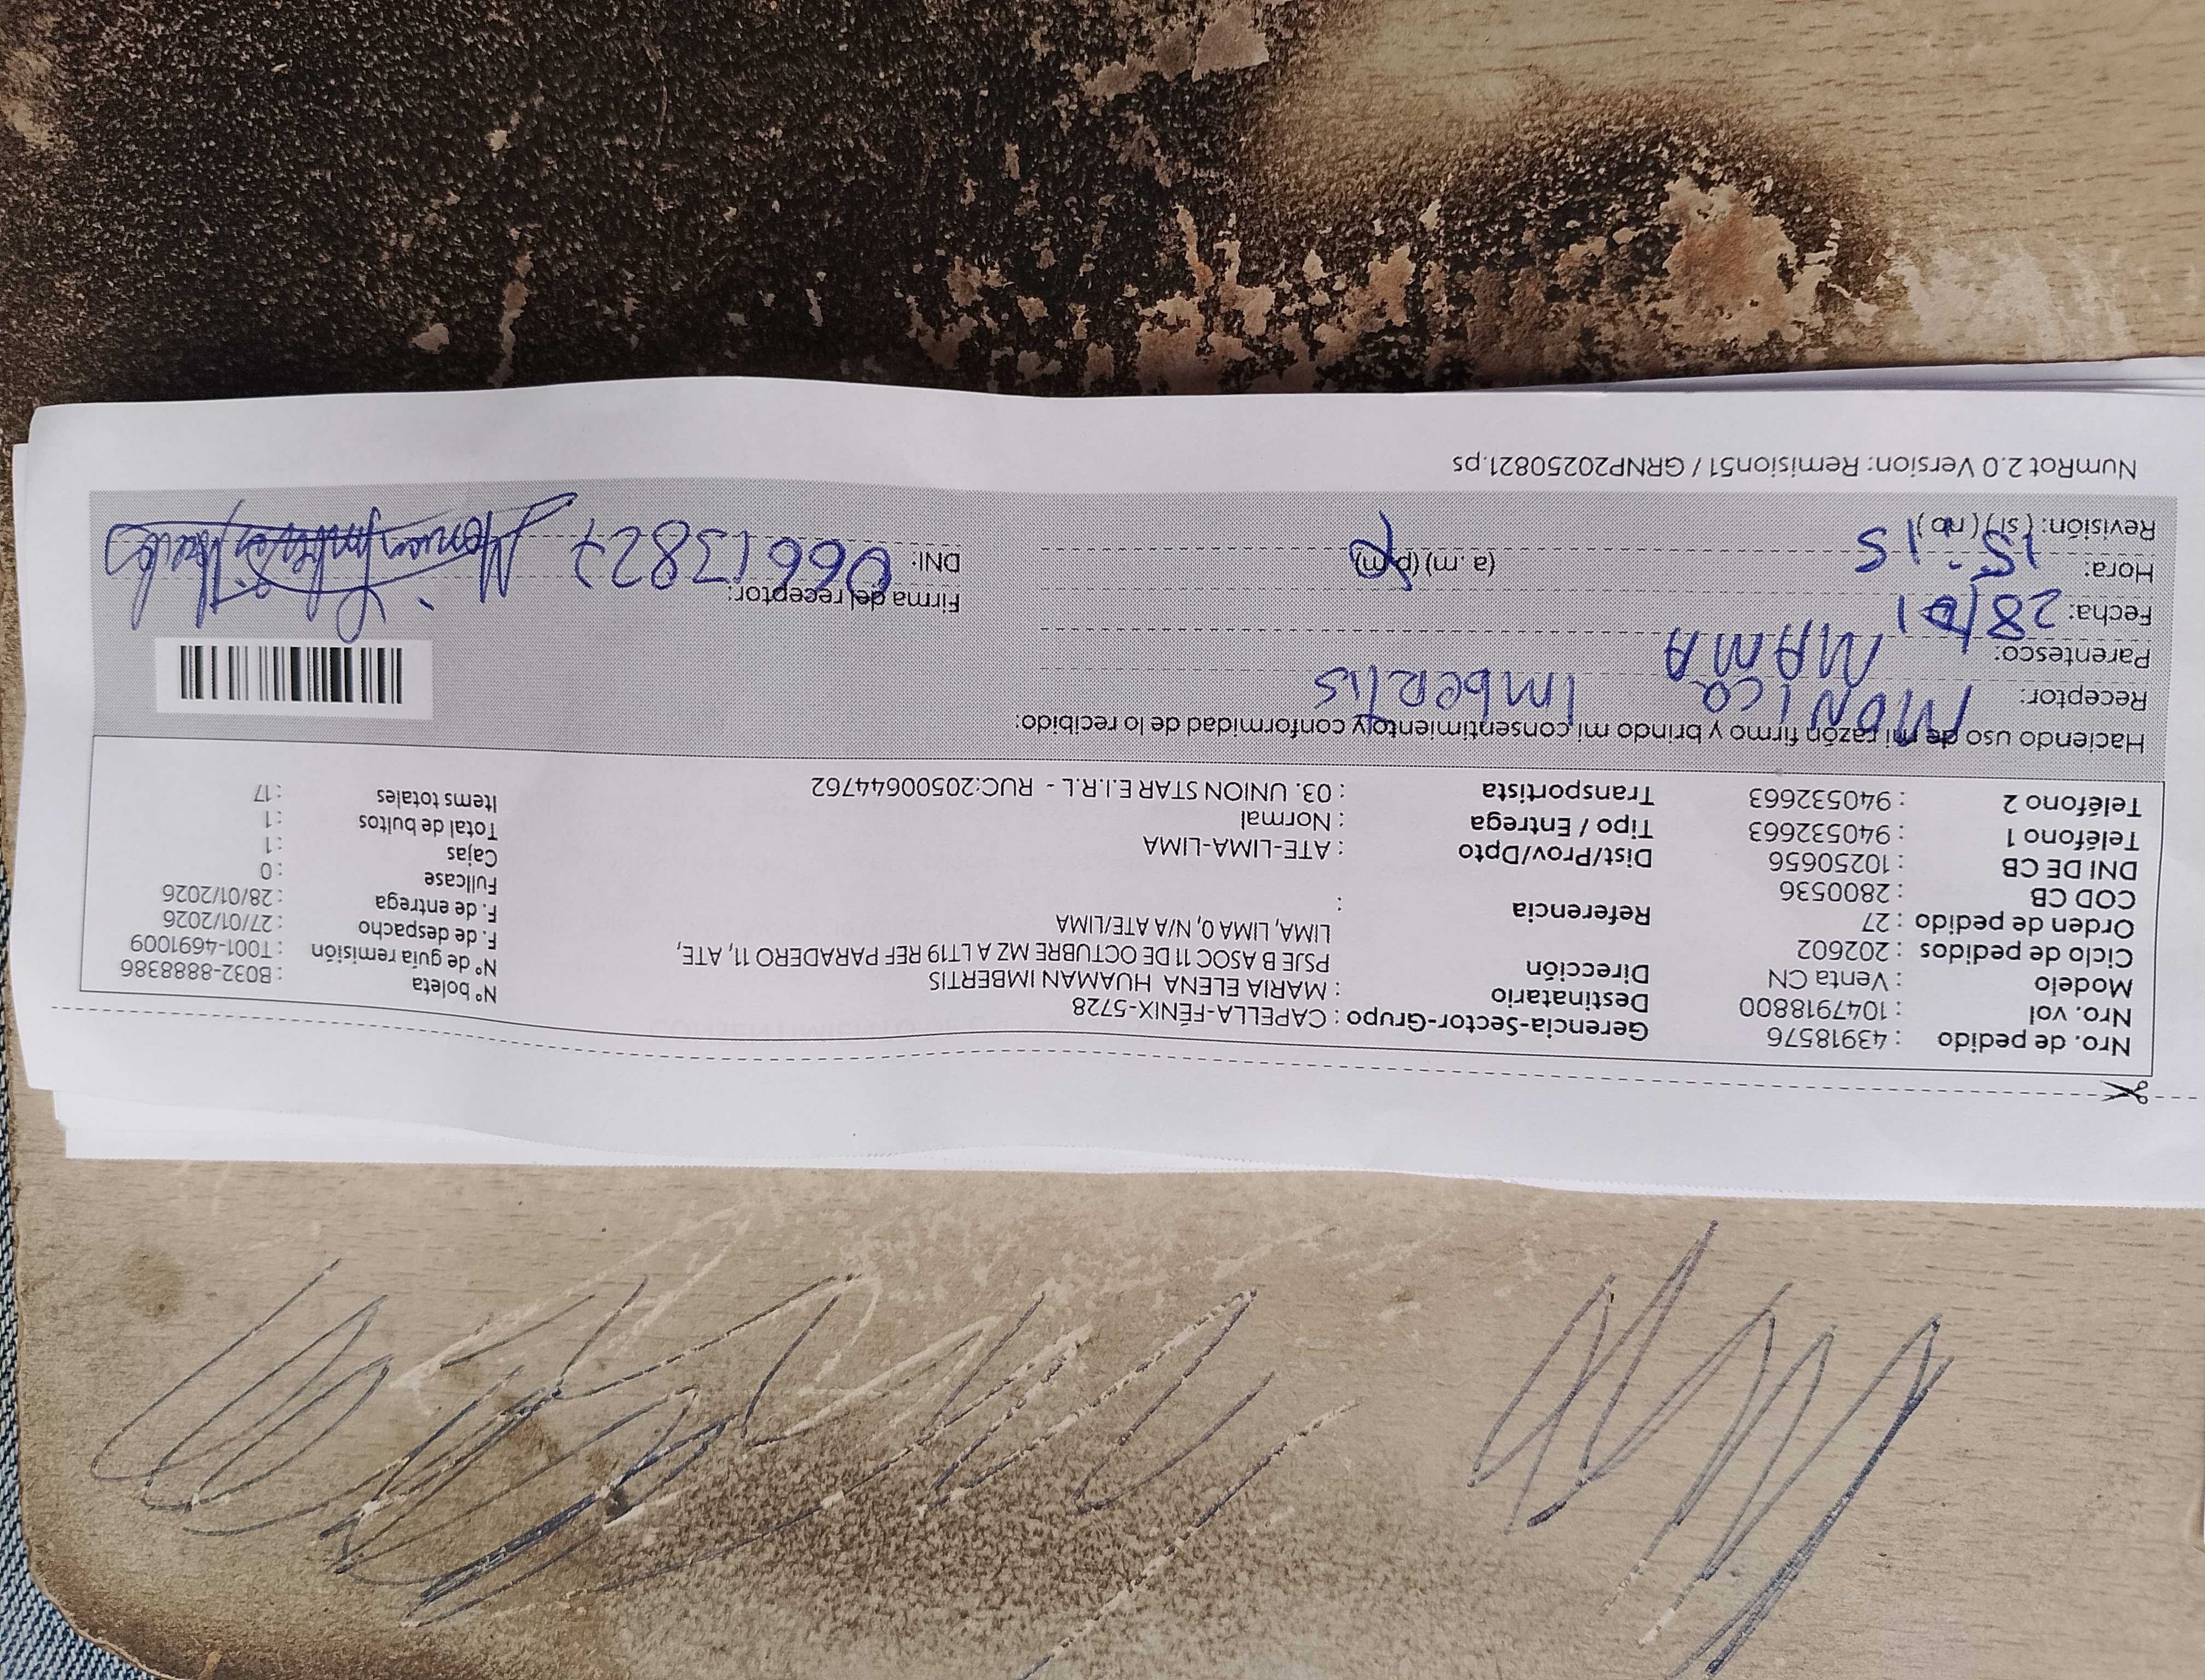 Nro. de pedido : 43918576 Gerencia-Sector-Grupo : CAPELLA-FÉNIX-5728 N° boleta : B032-8888386
Nro. vol : 1047918800 Destinatario : MARIA ELENA HUAMAN IMBERTIS N° de guía remisión : T001-4691009
Modelo : Venta CN Dirección : PSJE B ASOC 11 DE OCTUBRE MZ A LT19 REF PARADERO 11, ATE, F. de despacho : 27/01/2026
Ciclo de pedidos : 202602 LIMA, LIMA 0, N/A ATE/LIMA F. de entrega : 28/01/2026
Orden de pedido : 27 Referencia : Fullcase : 0
COD CB : 2800536 Cajas : 1
DNI DE CB : 10250656 Dist/Prov/Dpto : ATE-LIMA-LIMA Total de bultos : 1
Teléfono 1 : 940532663 Tipo / Entrega : Normal Items totales : 17
Teléfono 2 : 940532663 Transportista : 03. UNION STAR E.I.R.L - RUC:20500644762
Haciendo uso de mi razón firmo y brindo mi consentimiento y conformidad de lo recibido:
Receptor: MONICA Imbertis
Parentesco: MAMA
Fecha: 28/01 Firma del receptor:
Hora: 15:15 (a. m) (p.m) DNI: 06613827
Revisión: (si) (no)
NumRot 2.0 Version: Remision51 / GRNP20250821.ps